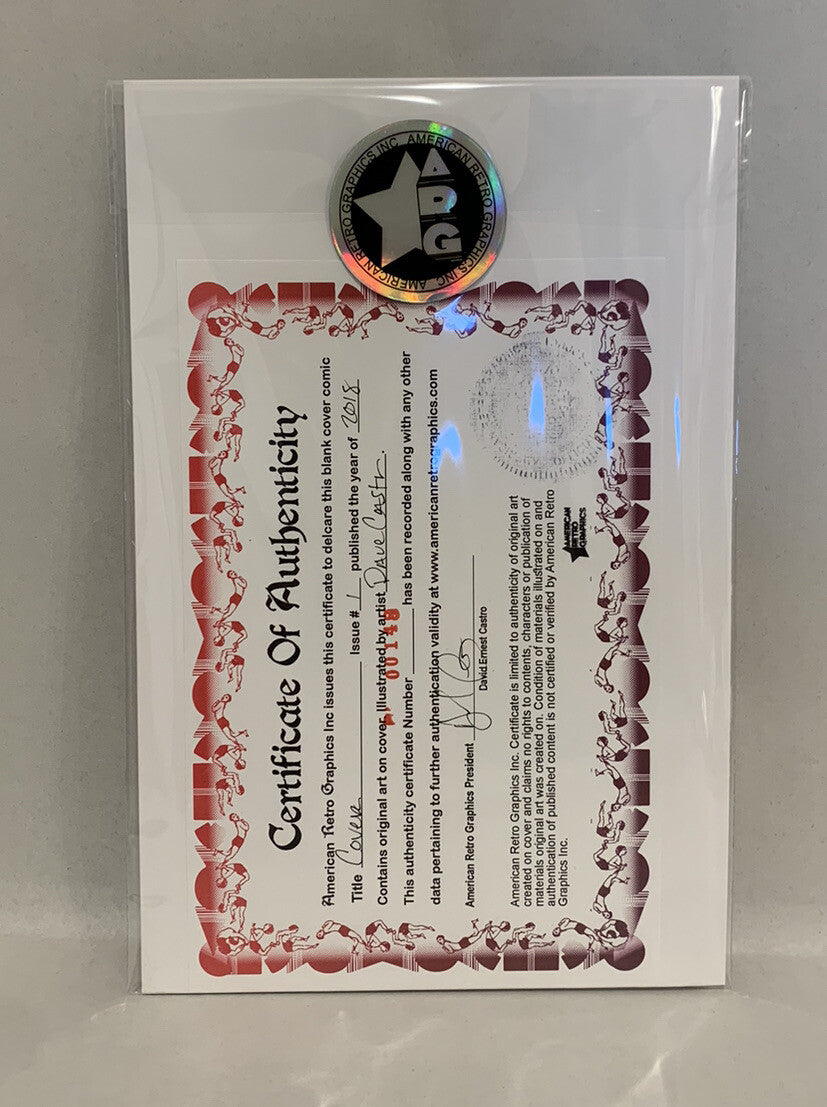 AMERICAN RETRO GRAPHICS INC. AMERICAN RETRO GRAPHICS INC.
ARG
Certificate Of Authenticity
American Retro Graphics Inc issues this certificate to delcare this blank cover comic
Title Cover Issue # 1 published the year of 2018
Contains original art on cover, Illustrated by artist Dave Castr.
00148
This authenticity certificate Number has been recorded along with any other
data pertaining to further authentication validity at www.americanretrographics.com
American Retro Graphics President
David Ernest Castro
American Retro Graphics Inc. Certificate is limited to authenticity of original art
created on cover and claims no rights to contents, characters or publication of
materials original art was created on. Condition of materials illustrated on and
authentication of published content is not certified or verified by American Retro
Graphics Inc.
AMERICAN
RETRO
GRAPHICS